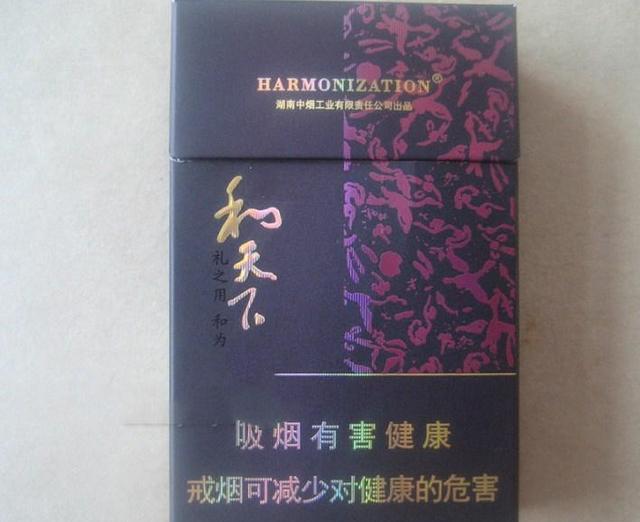 HARMONIZATION®
湖南中烟工业有限责任公司出品
和天下
礼之用 和为
吸烟有害健康
戒烟可减少对健康的危害